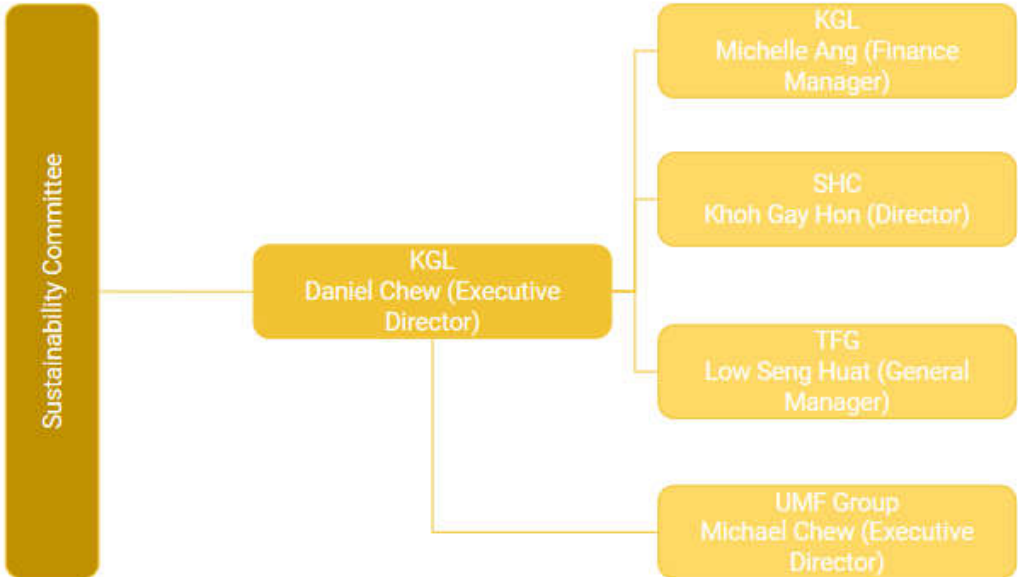 Sustainability Committee
KGL
Daniel Chew (Executive
Director)
KGL
Michelle Ang (Finance
Manager)
SHC
Khoh Gay Hon (Director)
TFG
Low Seng Huat (General
Manager)
UMF Group
Michael Chew (Executive
Director)